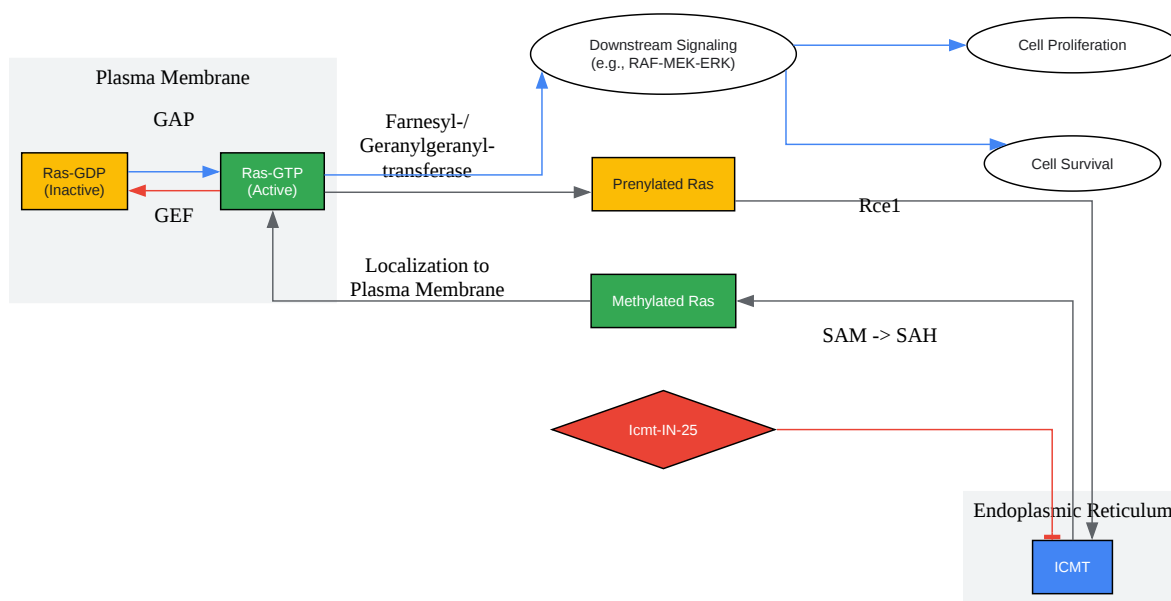 Downstream Signaling
(e.g., RAF-MEK-ERK)
Cell Proliferation
Plasma Membrane
GAP
Farnesyl-/
Geranylgeranyl-
transferase
Ras-GDP
(Inactive)
Ras-GTP
(Active)
Prenylated Ras
Cell Survival
GEF
Rce1
Localization to
Plasma Membrane
Methylated Ras
SAM -> SAH
Icmt-IN-25
Endoplasmic Reticulum
ICMT